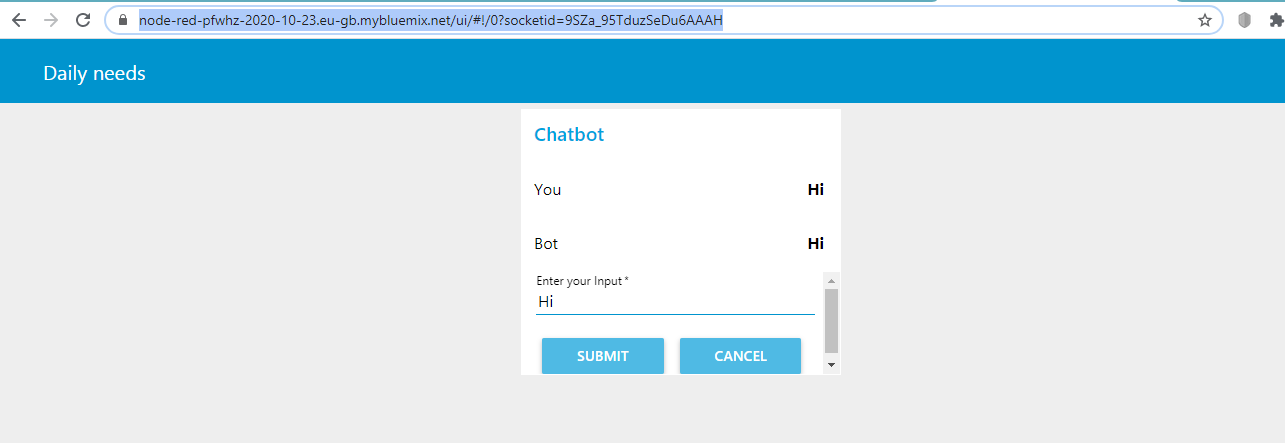 node-red-pfwhz-2020-10-23.eu-gb.mybluemix.net/ui/#!/0?socketid=9SZa_95TduzSeDu6AAAH
Daily needs
Chatbot
You Hi
Bot Hi
Enter your Input *
Hi
SUBMIT CANCEL